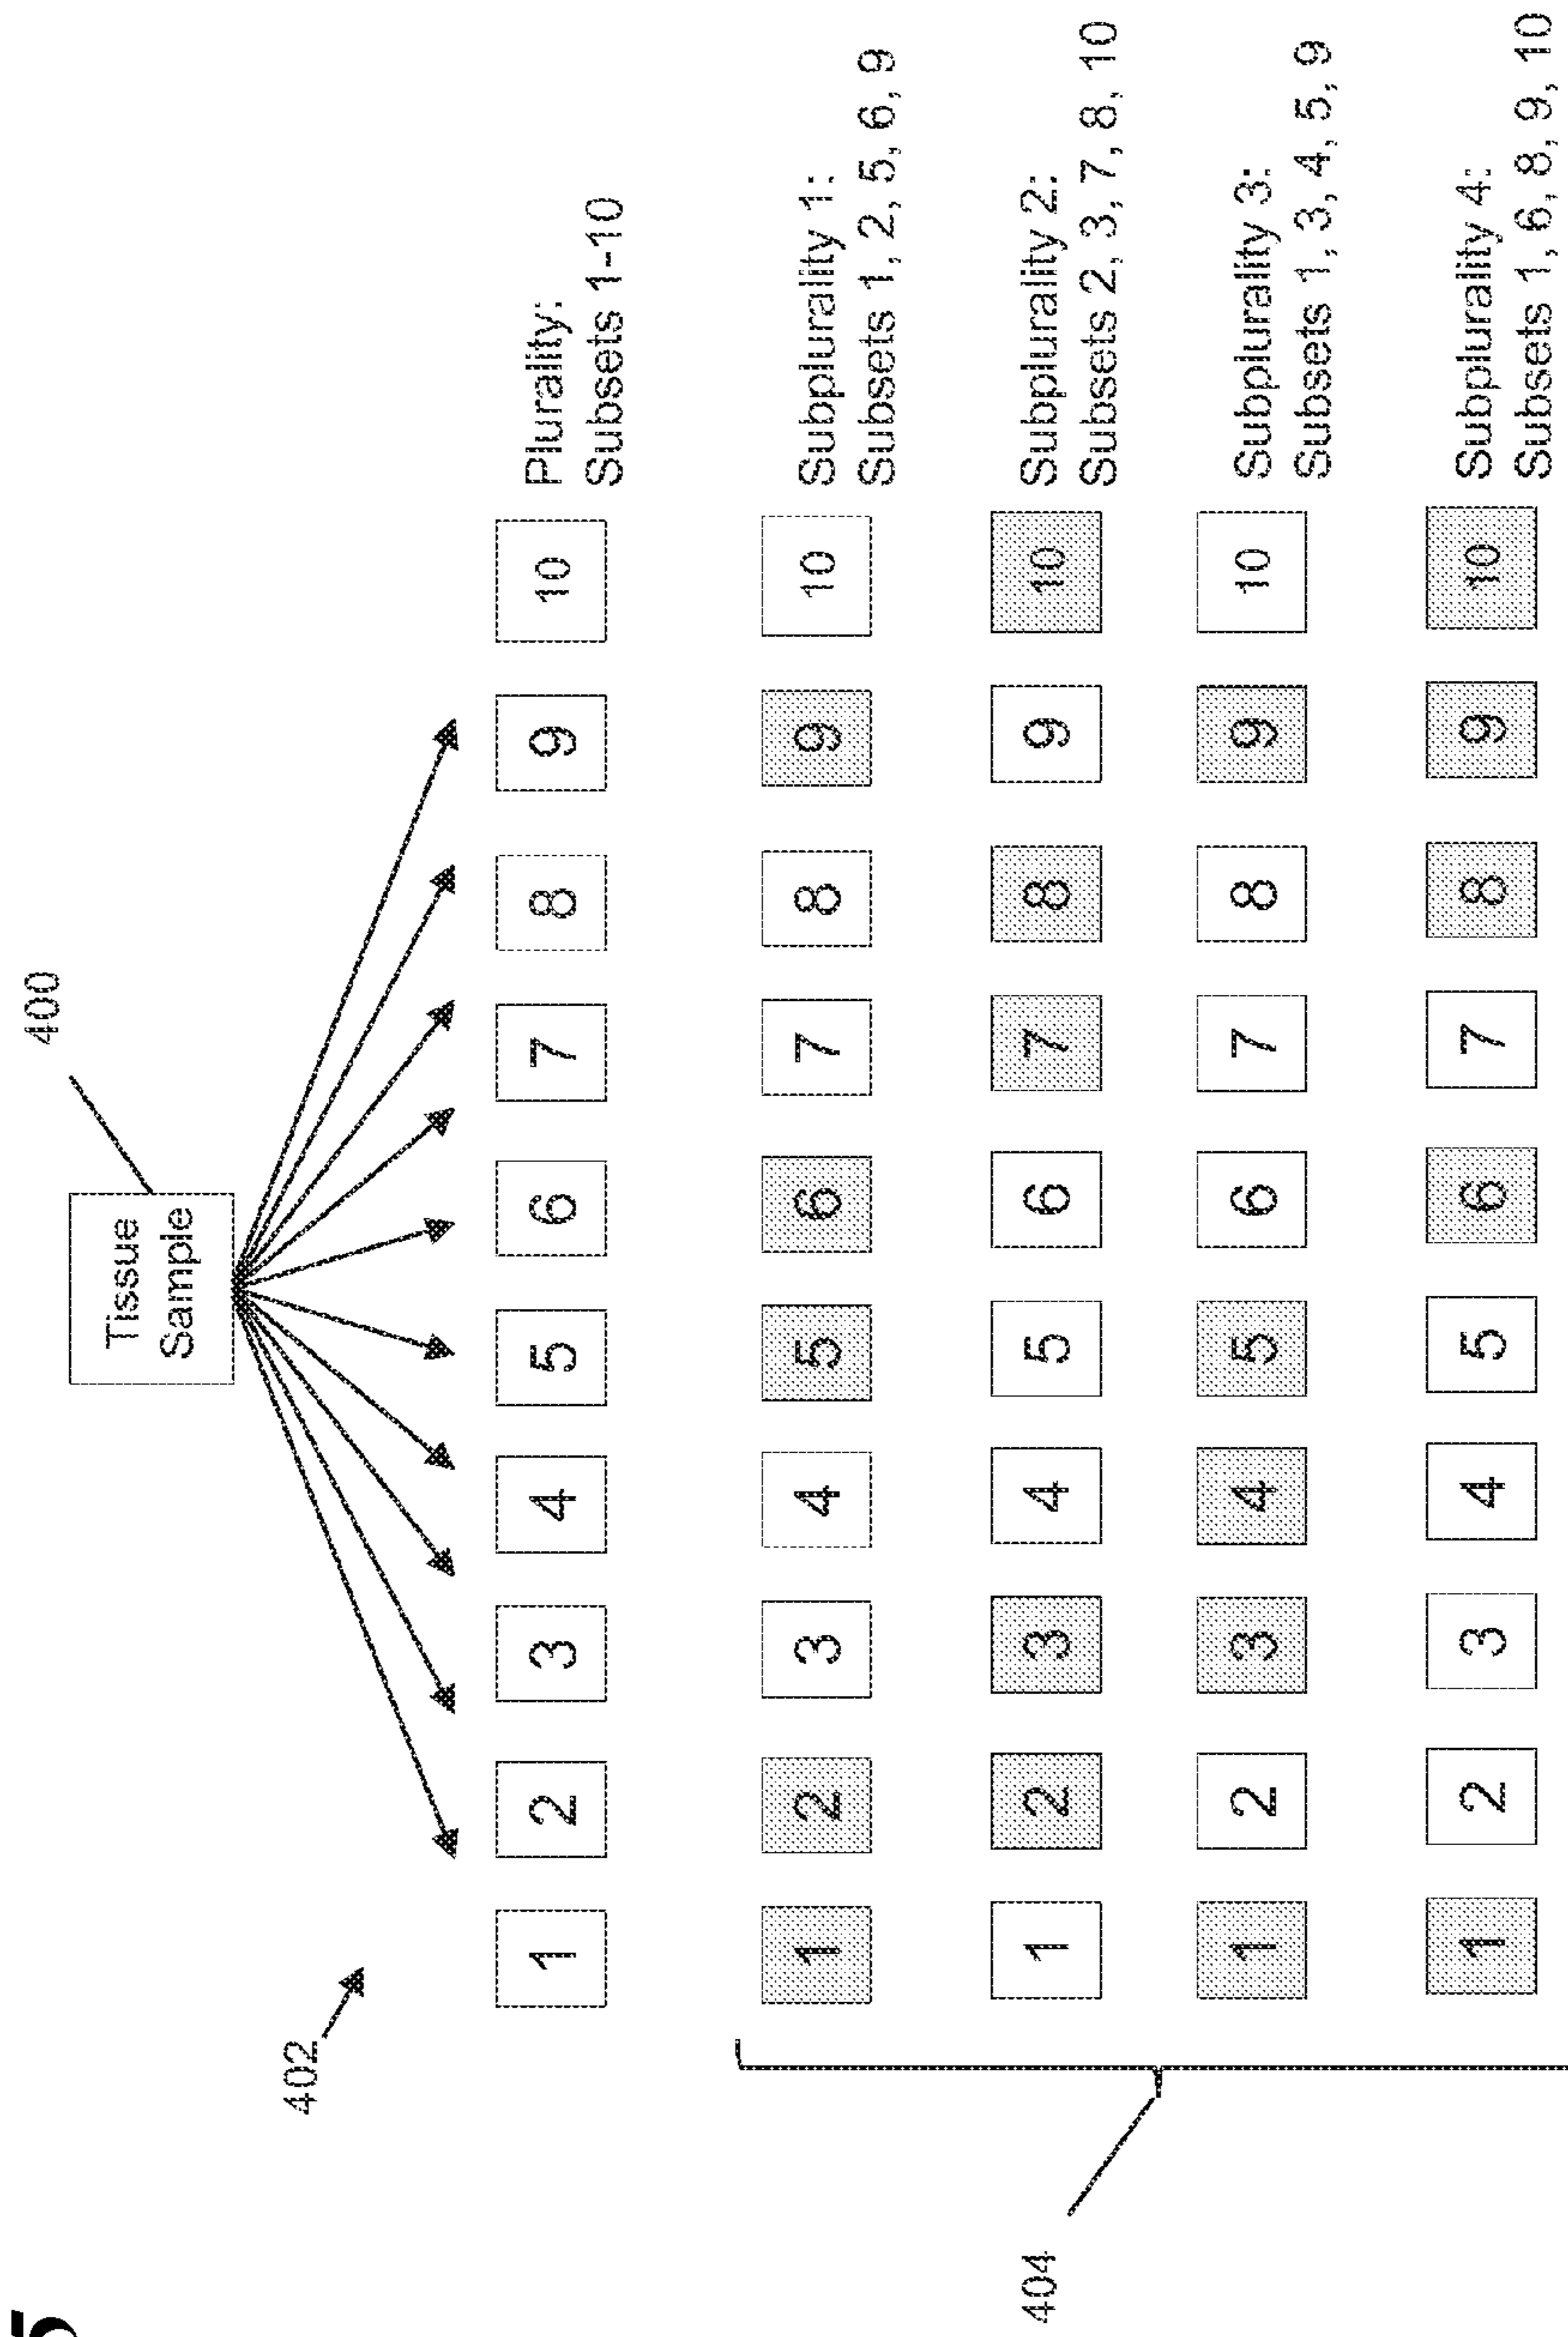 5
400
Tissue
Sample
402
1 2 3 4 5 6 7 8 9 10
Plurality:
Subsets 1-10
1 2 3 4 5 6 7 8 9 10
Subplurality 1:
Subsets 1, 2, 5, 6, 9
1 2 3 4 5 6 7 8 9 10
Subplurality 2:
Subsets 2, 3, 7, 8, 10
1 2 3 4 5 6 7 8 9 10
Subplurality 3:
Subsets 1, 3, 4, 5, 9
1 2 3 4 5 6 7 8 9 10
Subplurality 4:
Subsets 1, 6, 8, 9, 10
404